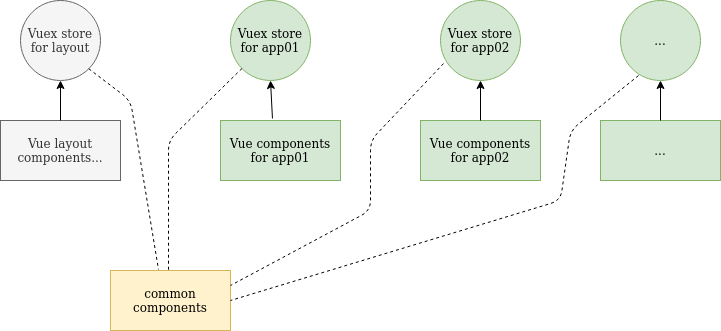 Vuex store
for layout
Vuex store
for app01
Vuex store
for app02
...
Vue layout
components...
Vue components
for app01
Vue components
for app02
...
common
components